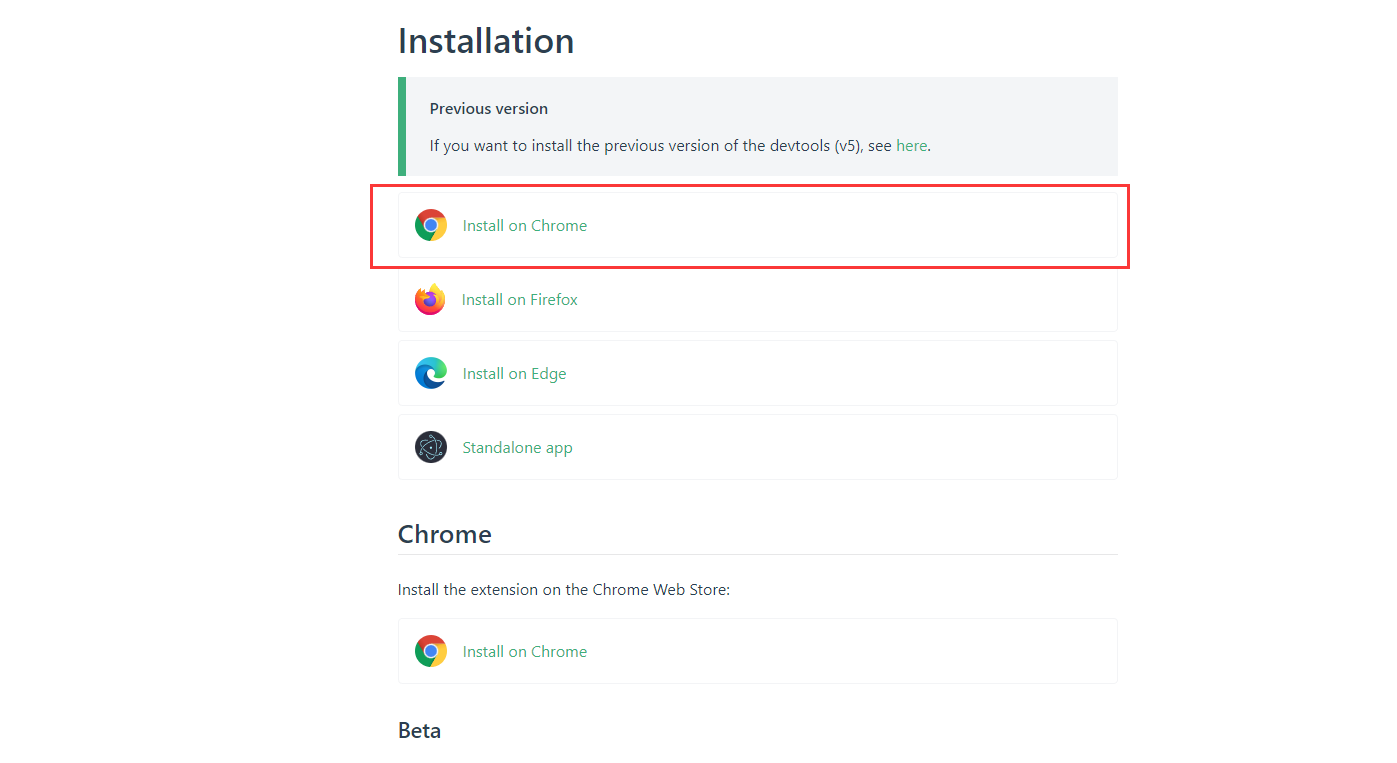 Installation
Previous version
If you want to install the previous version of the devtools (v5), see here.
Install on Chrome
Install on Firefox
Install on Edge
Standalone app
Chrome
Install the extension on the Chrome Web Store:
Install on Chrome
Beta